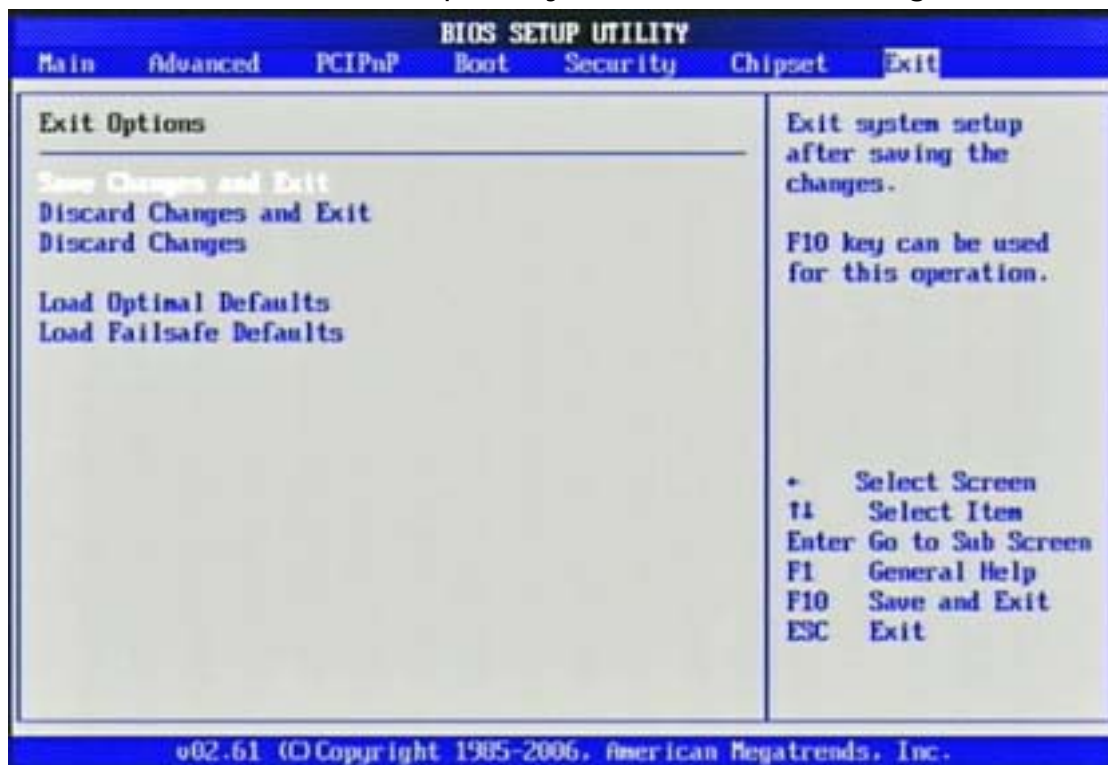 BIOS SETUP UTILITY
Main Advanced PCIPnP Boot Security Chipset Exit
Exit Options
Save Changes and Exit
Discard Changes and Exit
Discard Changes
Load Optimal Defaults
Load Failsafe Defaults
Exit system setup
after saving the
changes.
F10 key can be used
for this operation.
← Select Screen
↑↓ Select Item
Enter Go to Sub Screen
F1 General Help
F10 Save and Exit
ESC Exit
v02.61 (C)Copyright 1985-2006, American Megatrends, Inc.